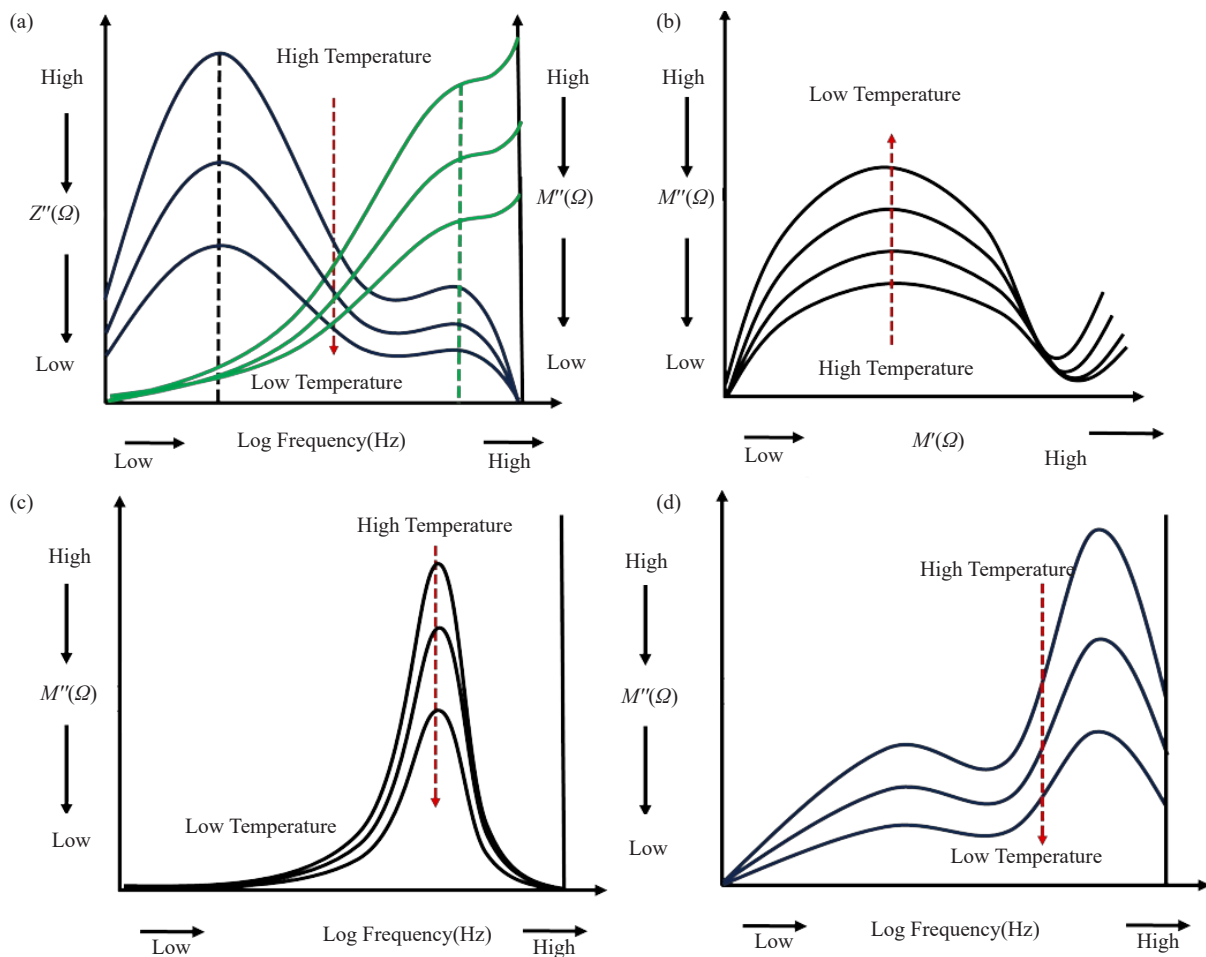 (a)
High
Z''(Ω)
Low
High Temperature
Low Temperature
High
M''(Ω)
Low
Low
Log Frequency(Hz)
High
(b)
High
M''(Ω)
Low
Low Temperature
High Temperature
Low
M'(Ω)
High
(c)
High
M''(Ω)
Low
High Temperature
Low Temperature
Low
Log Frequency(Hz)
High
(d)
High
M''(Ω)
Low
High Temperature
Low Temperature
Low
Log Frequency(Hz)
High